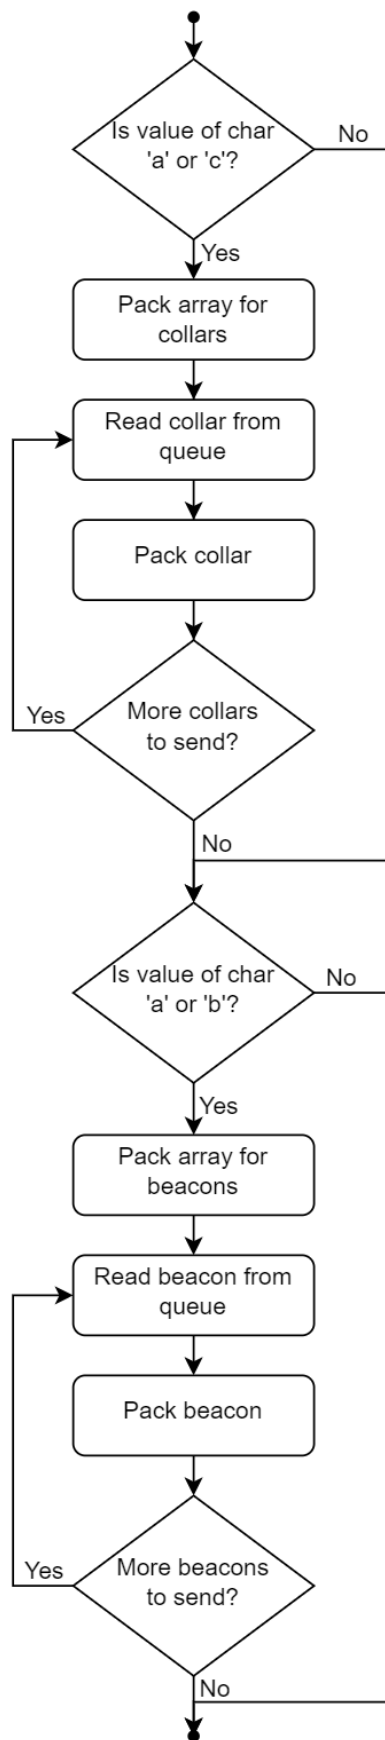 Is value of char
'a' or 'c'?
No
Yes
Pack array for
collars
Read collar from
queue
Pack collar
More collars
to send?
Yes
No
Is value of char
'a' or 'b'?
No
Yes
Pack array for
beacons
Read beacon from
queue
Pack beacon
More beacons
to send?
Yes
No